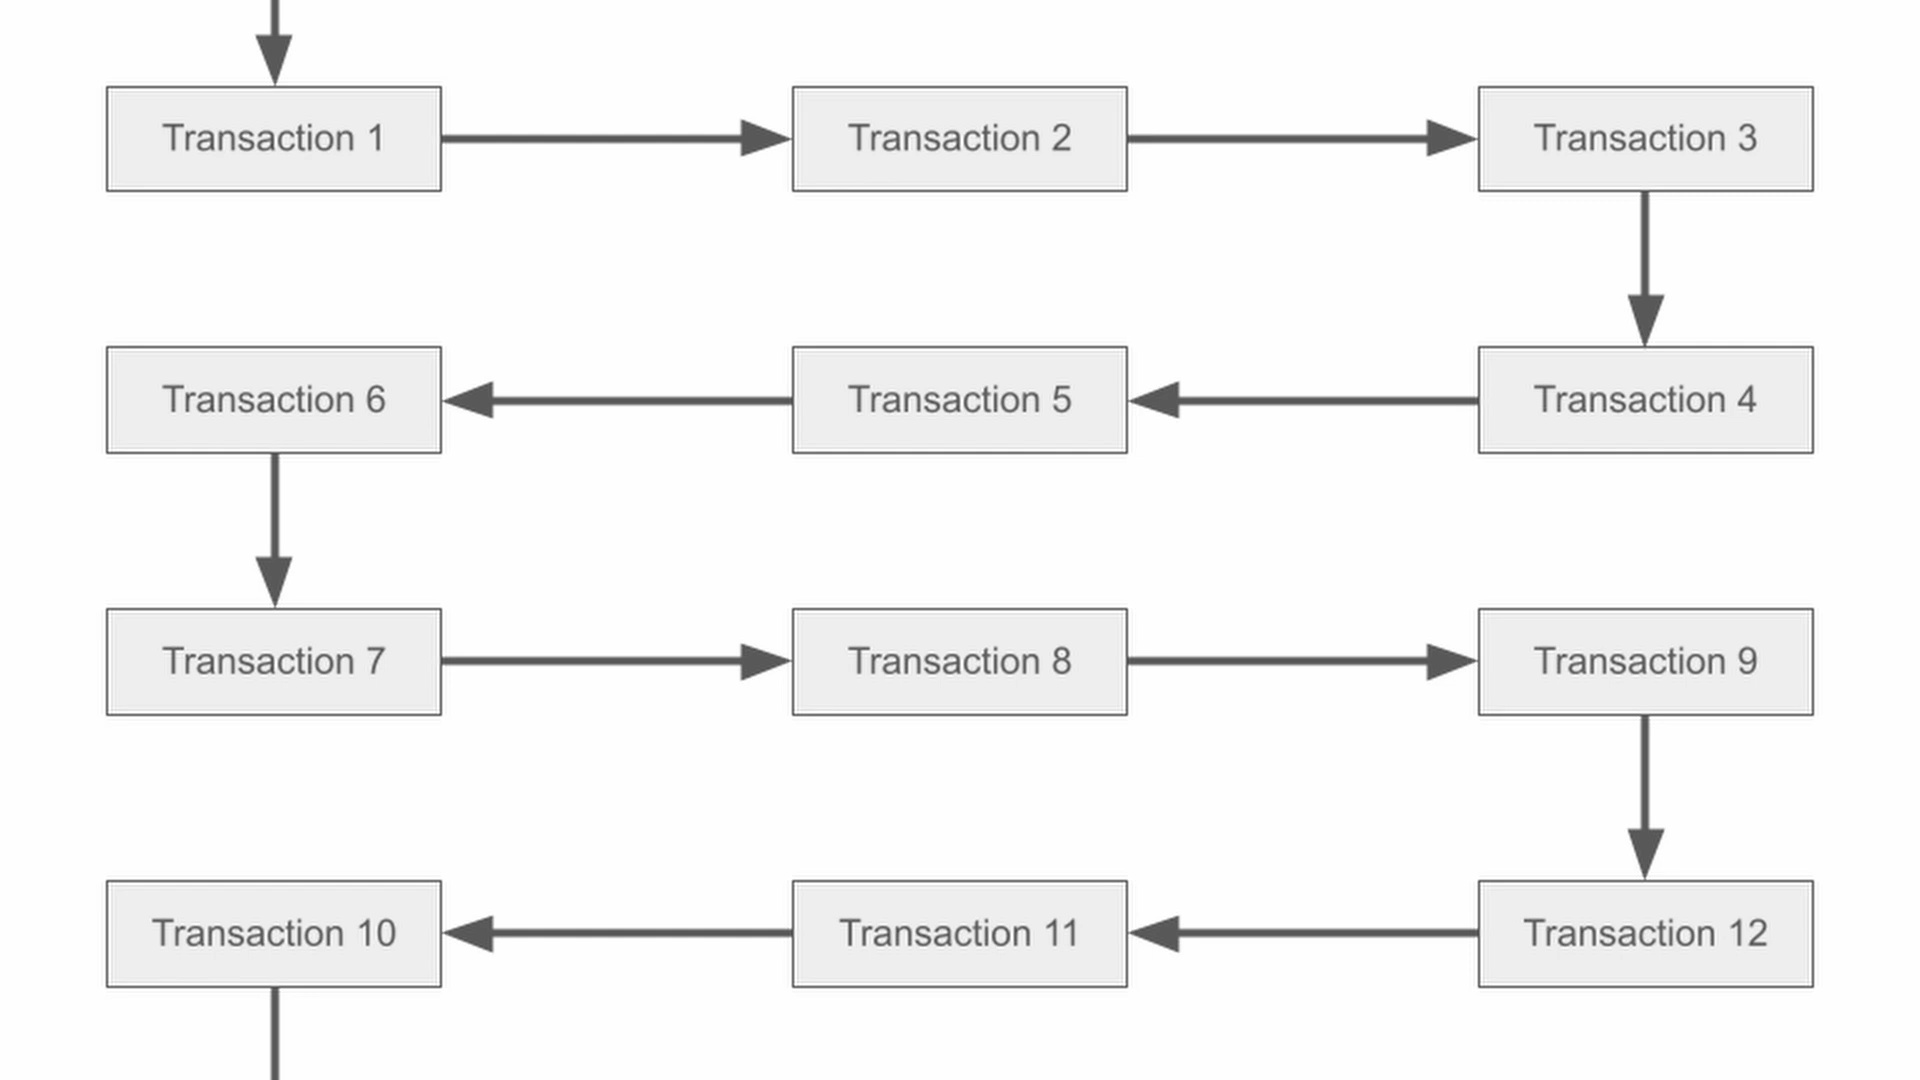 Transaction 1
Transaction 2
Transaction 3
Transaction 6
Transaction 5
Transaction 4
Transaction 7
Transaction 8
Transaction 9
Transaction 10
Transaction 11
Transaction 12